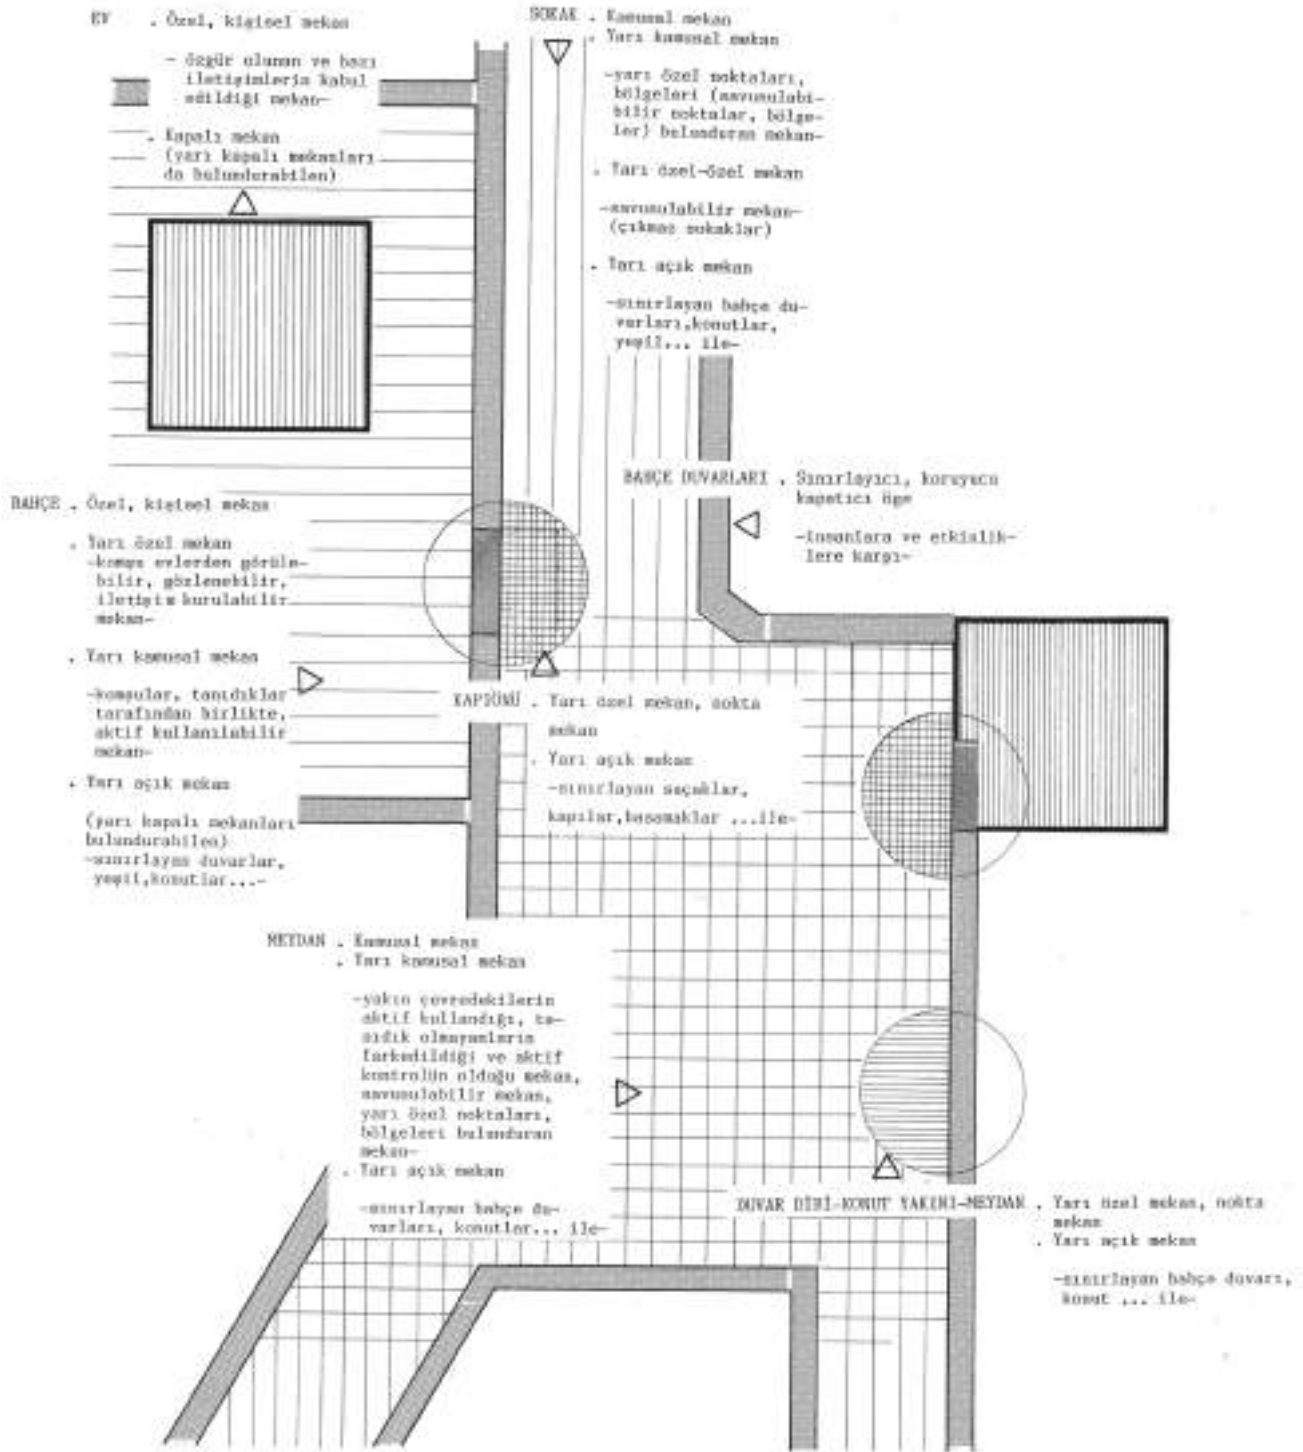 EV . Özel, kişisel mekan
- özgür olunan ve bazı
iletişimlerin kabul
edildiği mekan-
. Kapalı mekan
(yarı kapalı mekanları
da bulundurabilen)
SOKAK . Kamusal mekan
. Yarı kamusal mekan
-yarı özel noktaları,
bölgeleri (savunulabi-
bilir noktalar, bölge-
ler) bulunduran mekan-
. Yarı özel-özel mekan
-savunulabilir mekan-
(çıkmaz sokaklar)
. Yarı açık mekan
-sınırlayan bahçe du-
varları,konutlar,
yeşil... ile-
BAHÇE DUVARLARI . Sınırlayıcı, koruyucu
kapatıcı öge
-insanlara ve etkinlik-
lere karşı-
BAHÇE . Özel, kişisel mekan
. Yarı özel mekan
-komşu evlerden görüle-
bilir, gözlenebilir,
iletişim kurulabilir
mekan-
. Yarı kamusal mekan
-komşular, tanıdıklar
tarafından birlikte,
aktif kullanılabilir
mekan-
. Yarı açık mekan
(yarı kapalı mekanları
bulundurabilen)
-sınırlayan duvarlar,
yeşil,konutlar...-
KAPIÖNÜ . Yarı özel mekan, nokta
mekan
. Yarı açık mekan
-sınırlayan saçaklar,
kapılar,basamaklar ...ile-
MEYDAN . Kamusal mekan
. Yarı kamusal mekan
-yakın çevredekilerin
aktif kullandığı, ta-
nıdık olmayanların
farkedildiği ve aktif
kontrolün olduğu mekan,
savunulabilir mekan,
yarı özel noktaları,
bölgeleri bulunduran
mekan-
. Yarı açık mekan
-sınırlayan bahçe du-
varları, konutlar... ile-
DUVAR DİBİ-KONUT YAKINI-MEYDAN . Yarı özel mekan, nokta
mekan
. Yarı açık mekan
-sınırlayan bahçe duvarı,
konut ... ile-